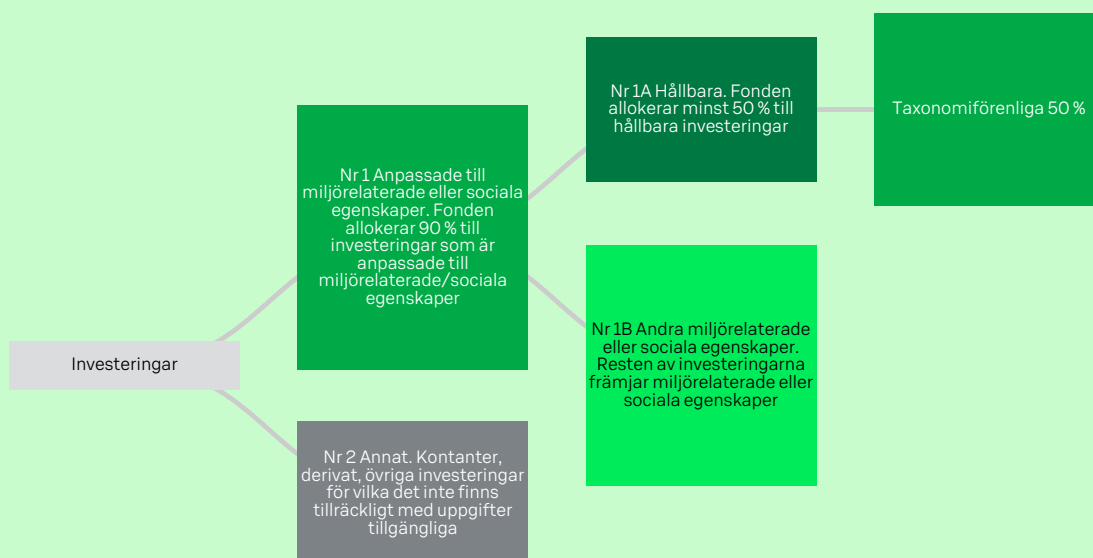 Investeringar
Nr 1 Anpassade till
miljörelaterade eller sociala
egenskaper. Fonden
allokerar 90 % till
investeringar som är
anpassade till
miljörelaterade/sociala
egenskaper
Nr 2 Annat. Kontanter,
derivat, övriga investeringar
för vilka det inte finns
tillräckligt med uppgifter
tillgängliga
Nr 1A Hållbara. Fonden
allokerar minst 50 % till
hållbara investeringar
Nr 1B Andra miljörelaterade
eller sociala egenskaper.
Resten av investeringarna
främjar miljörelaterade eller
sociala egenskaper
Taxonomiförenliga 50 %